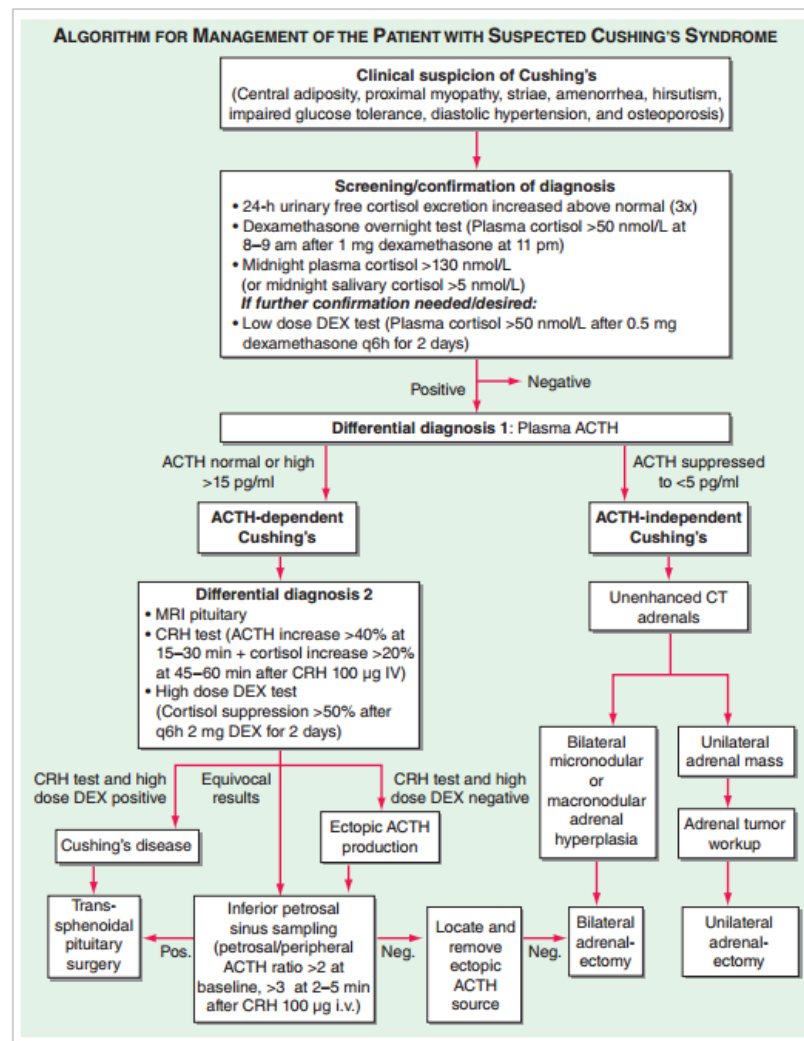 ALGORITHM FOR MANAGEMENT OF THE PATIENT WITH SUSPECTED CUSHING'S SYNDROME
Clinical suspicion of Cushing's
(Central adiposity, proximal myopathy, striae, amenorrhea, hirsutism,
impaired glucose tolerance, diastolic hypertension, and osteoporosis)
Screening/confirmation of diagnosis
• 24-h urinary free cortisol excretion increased above normal (3x)
• Dexamethasone overnight test (Plasma cortisol >50 nmol/L at
8–9 am after 1 mg dexamethasone at 11 pm)
• Midnight plasma cortisol >130 nmol/L
(or midnight salivary cortisol >5 nmol/L)
If further confirmation needed/desired:
• Low dose DEX test (Plasma cortisol >50 nmol/L after 0.5 mg
dexamethasone q6h for 2 days)
Positive
Negative
Differential diagnosis 1: Plasma ACTH
ACTH normal or high
>15 pg/ml
ACTH suppressed
to <5 pg/ml
ACTH-dependent
Cushing's
ACTH-independent
Cushing's
Differential diagnosis 2
• MRI pituitary
• CRH test (ACTH increase >40% at
15–30 min + cortisol increase >20%
at 45–60 min after CRH 100 µg IV)
• High dose DEX test
(Cortisol suppression >50% after
q6h 2 mg DEX for 2 days)
Unenhanced CT
adrenals
CRH test and high
dose DEX positive
Equivocal
results
CRH test and high
dose DEX negative
Bilateral
micronodular
or
macronodular
adrenal
hyperplasia
Unilateral
adrenal mass
Cushing's disease
Ectopic ACTH
production
Adrenal tumor
workup
Trans-
sphenoidal
pituitary
surgery
Pos.
Inferior petrosal
sinus sampling
(petrosal/peripheral
ACTH ratio >2 at
baseline, >3 at 2–5 min
after CRH 100 µg i.v.)
Neg.
Locate and
remove
ectopic
ACTH
source
Neg.
Bilateral
adrenal-
ectomy
Unilateral
adrenal-
ectomy